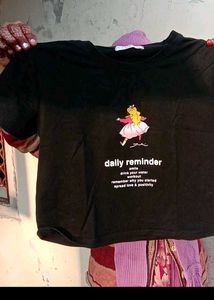 daily reminder
smile
drink your water
workout
remember why you started
spread love & positivity